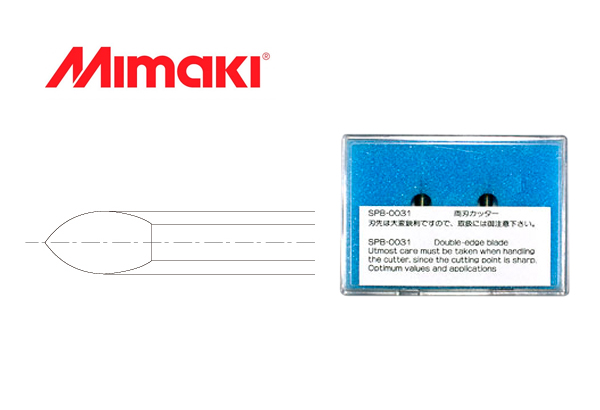 Mimaki®
SPB-0031 両刃カッター
刃先は大変鋭利ですので、取扱には御注意下さい。
SPB-0031 Double-edge blade
Utmost care must be taken when handling
the cutter, since the cutting point is sharp.
Optimum values and applications